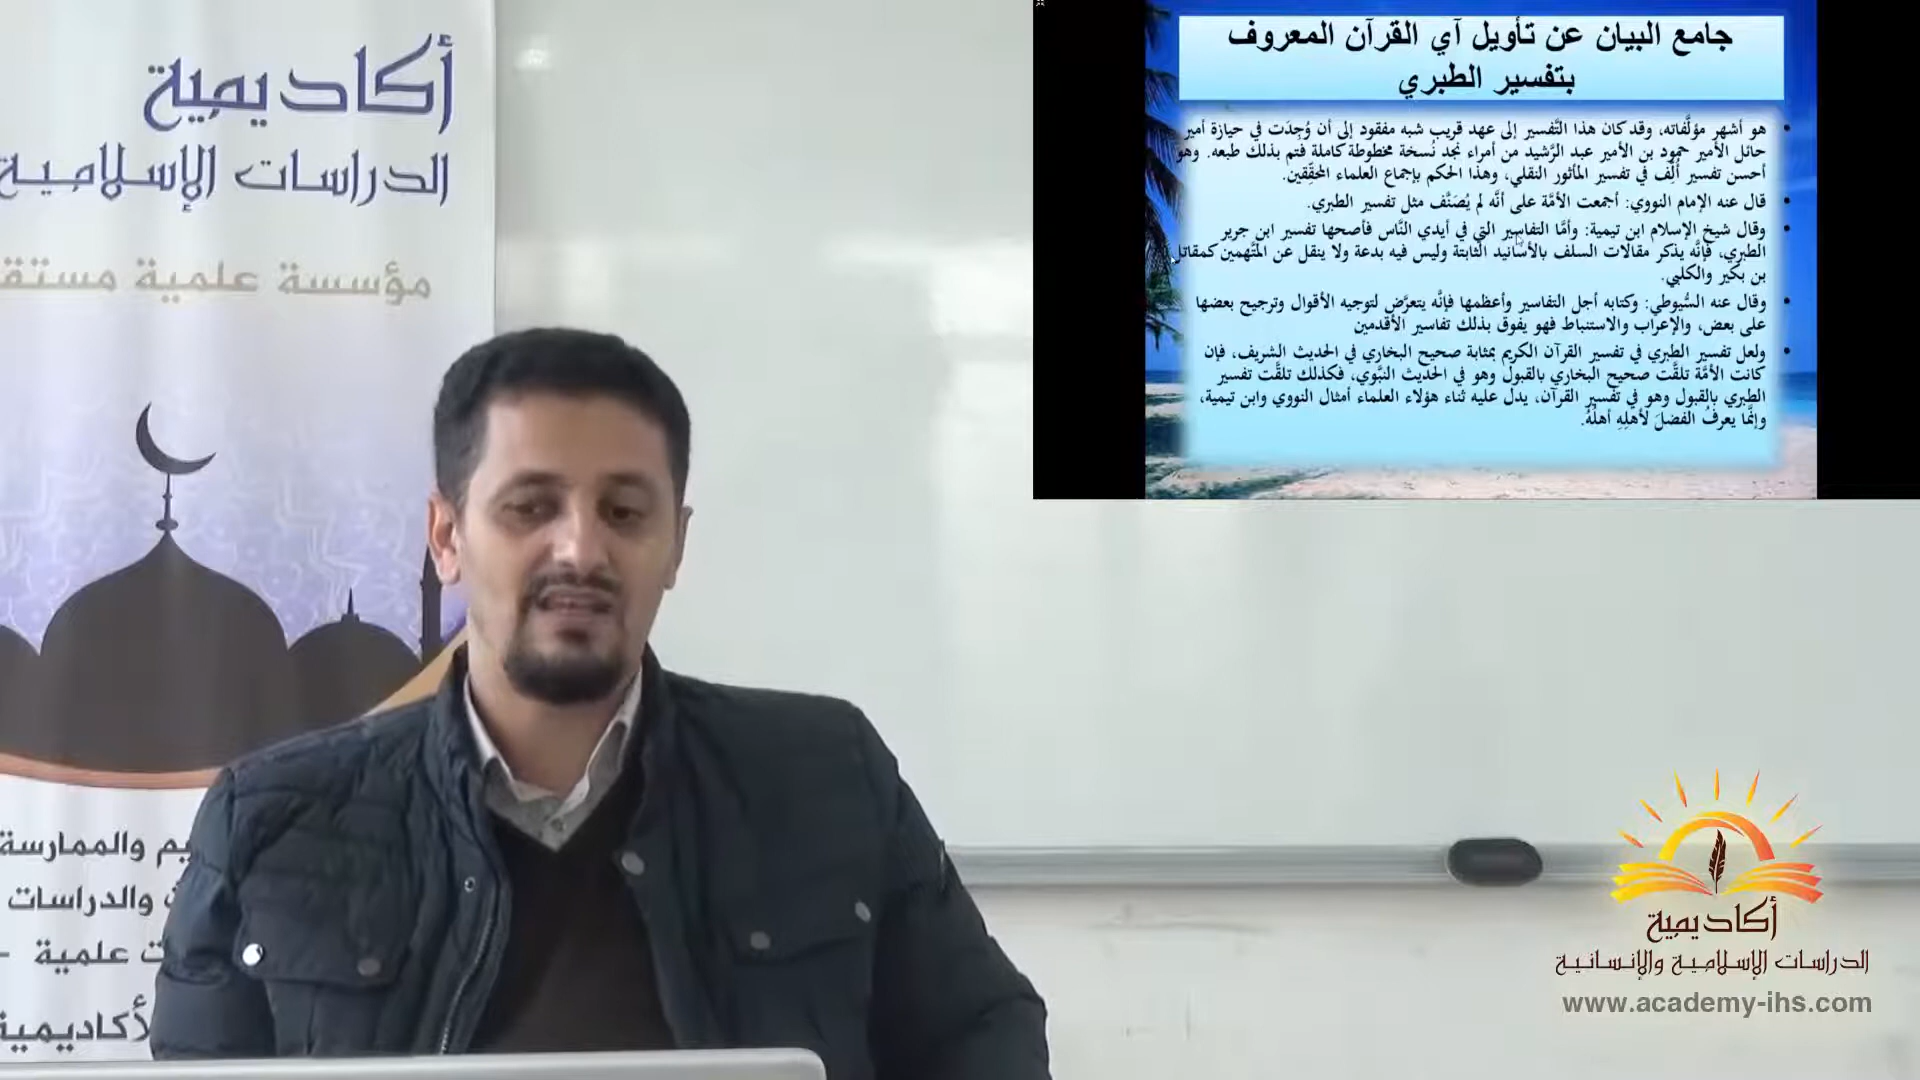 أكاديمية
الدراسات الإسلامية
مؤسسة علمية
والممارسة
والدراسات
علمية -
جامع البيان عن تأويل آي القرآن المعروف
بتفسير الطبري
• هو أشهر مؤلَّفاته، وقد كان هذا التَّفسير إلى عهد قريب شبه مفقود إلى أن وُجِدَت في حيازة أمير
حائل الأمير حمود بن الأمير عبد الرَّشيد من أمراء نجد نُسخة مخطوطة كاملة فتم بذلك طبعه. وهو
أحسن تفسير أُلِّف في تفسير المأثور النقلي، وهذا الحكم بإجماع العلماء المحقِّقين.
• قال عنه الإمام النووي: أجمعت الأمَّة على أنَّه لم يُصَنَّف مثل تفسير الطبري.
• وقال شيخ الإسلام ابن تيمية: وأمَّا التفاسير التي في أيدي النَّاس فأصحها تفسير ابن جرير
الطبري، فإنَّه يذكر مقالات السلف بالأسانيد الثابتة وليس فيه بدعة ولا ينقل عن المتَّهمين كمقاتل
بن بكير والكلبي.
• وقال عنه السُّيوطي: وكتابه أجل التفاسير وأعظمها فإنَّه يتعرَّض لتوجيه الأقوال وترجيح بعضها
على بعض، والإعراب والاستنباط فهو يفوق بذلك تفاسير الأقدمين
• ولعل تفسير الطبري في تفسير القرآن الكريم بمثابة صحيح البخاري في الحديث الشريف، فإن
كانت الأمَّة تلقَّت صحيح البخاري بالقبول وهو في الحديث النَّبوي، فكذلك تلقَّت تفسير
الطبري بالقبول وهو في تفسير القرآن، يدل عليه ثناء هؤلاء العلماء أمثال النووي وابن تيمية،
وإنَّما يعرفُ الفضلَ لأهلِهِ أهلُهُ.
أكاديمية
الدراسات الإسلامية والإنسانية
www.academy-ihs.com